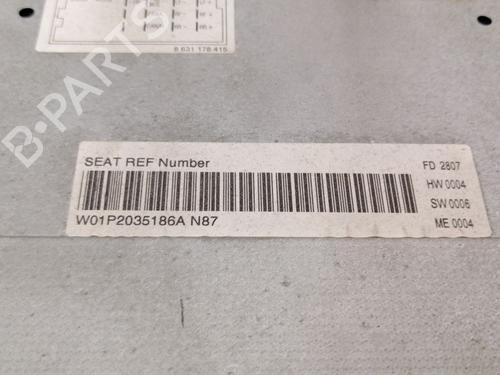 8 631 178 415
SEAT REF Number
FD 2807
HW 0004
SW 0006
W01P2035186A N87
ME 0004
B-PARTS